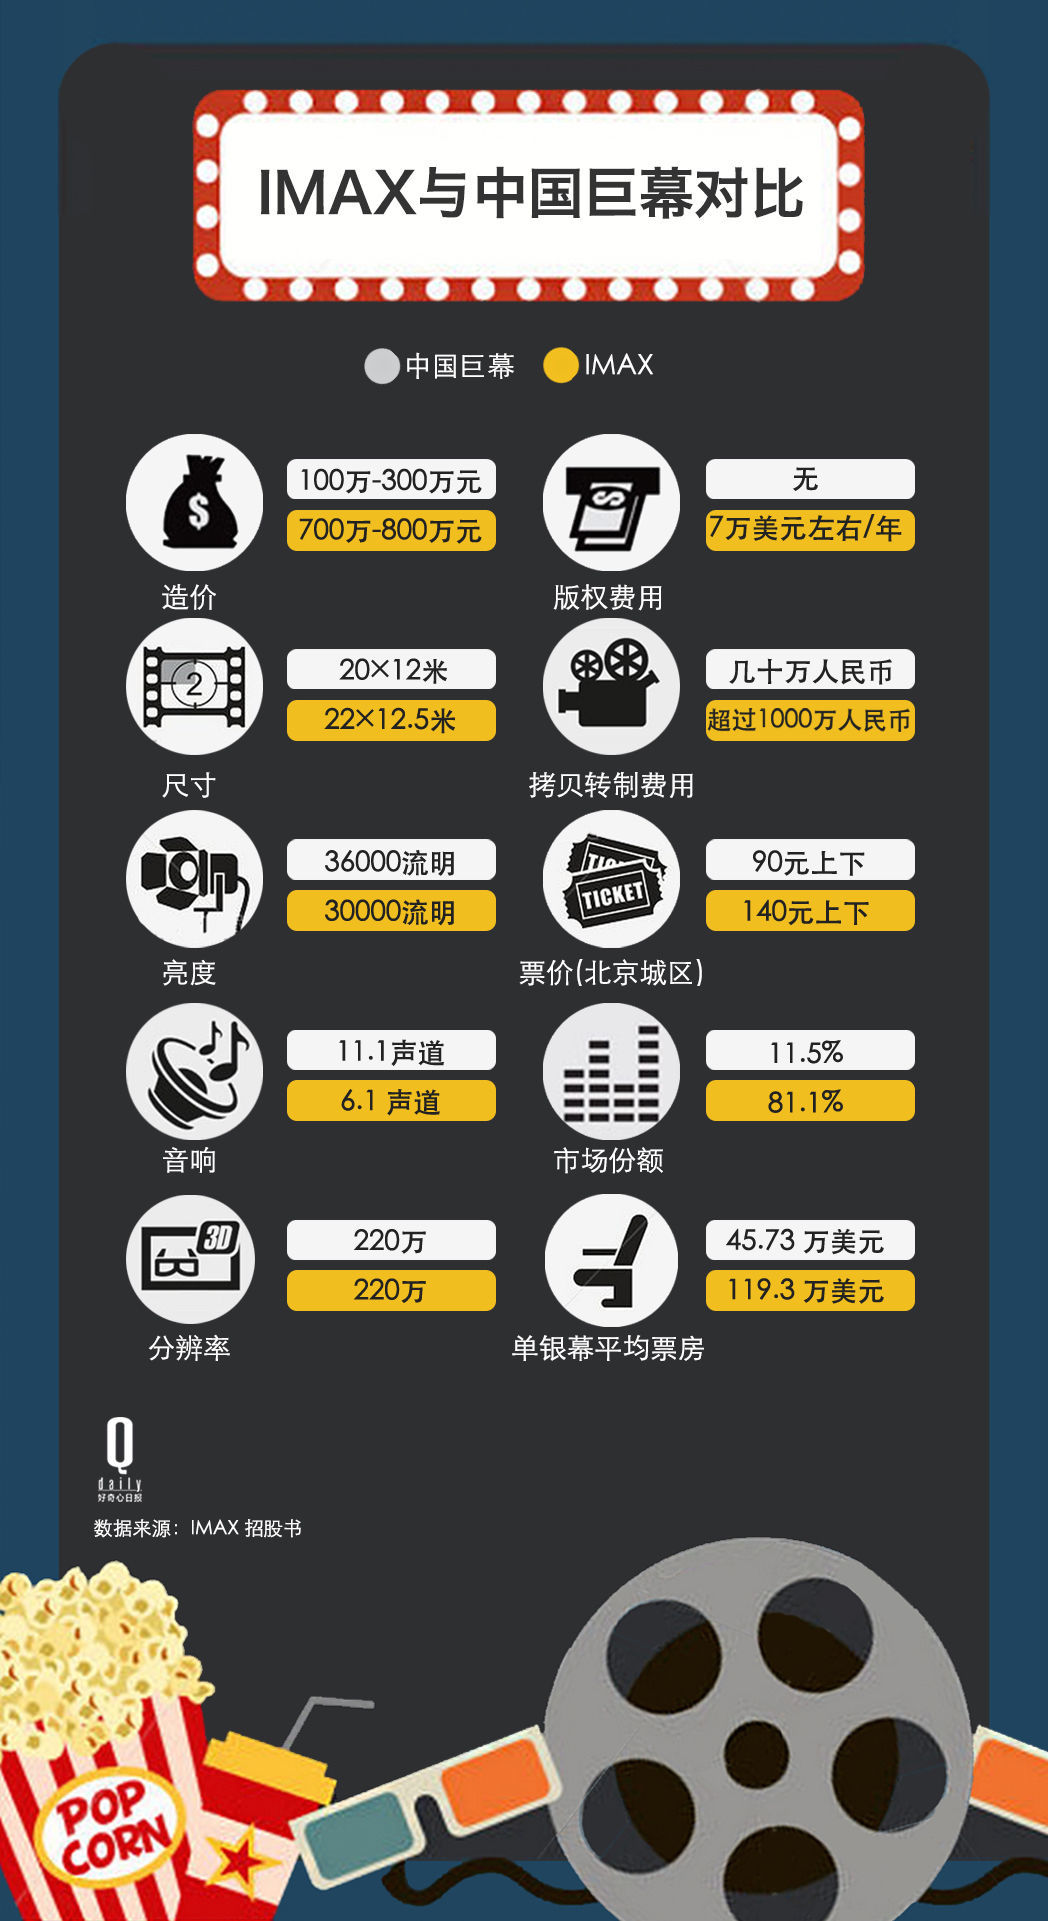 IMAX与中国巨幕对比
中国巨幕 IMAX
$
100万-300万元
700万-800万元
造价
$
无
7万美元左右/年
版权费用
2
20×12米
22×12.5米
尺寸
几十万人民币
超过1000万人民币
拷贝转制费用
36000流明
30000流明
亮度
TICKET
90元上下
140元上下
票价(北京城区)
11.1声道
6.1 声道
音响
11.5%
81.1%
市场份额
3D
220万
220万
分辨率
45.73 万美元
119.3 万美元
单银幕平均票房
Q
daily
好奇心日报
数据来源：IMAX 招股书
POP
CORN